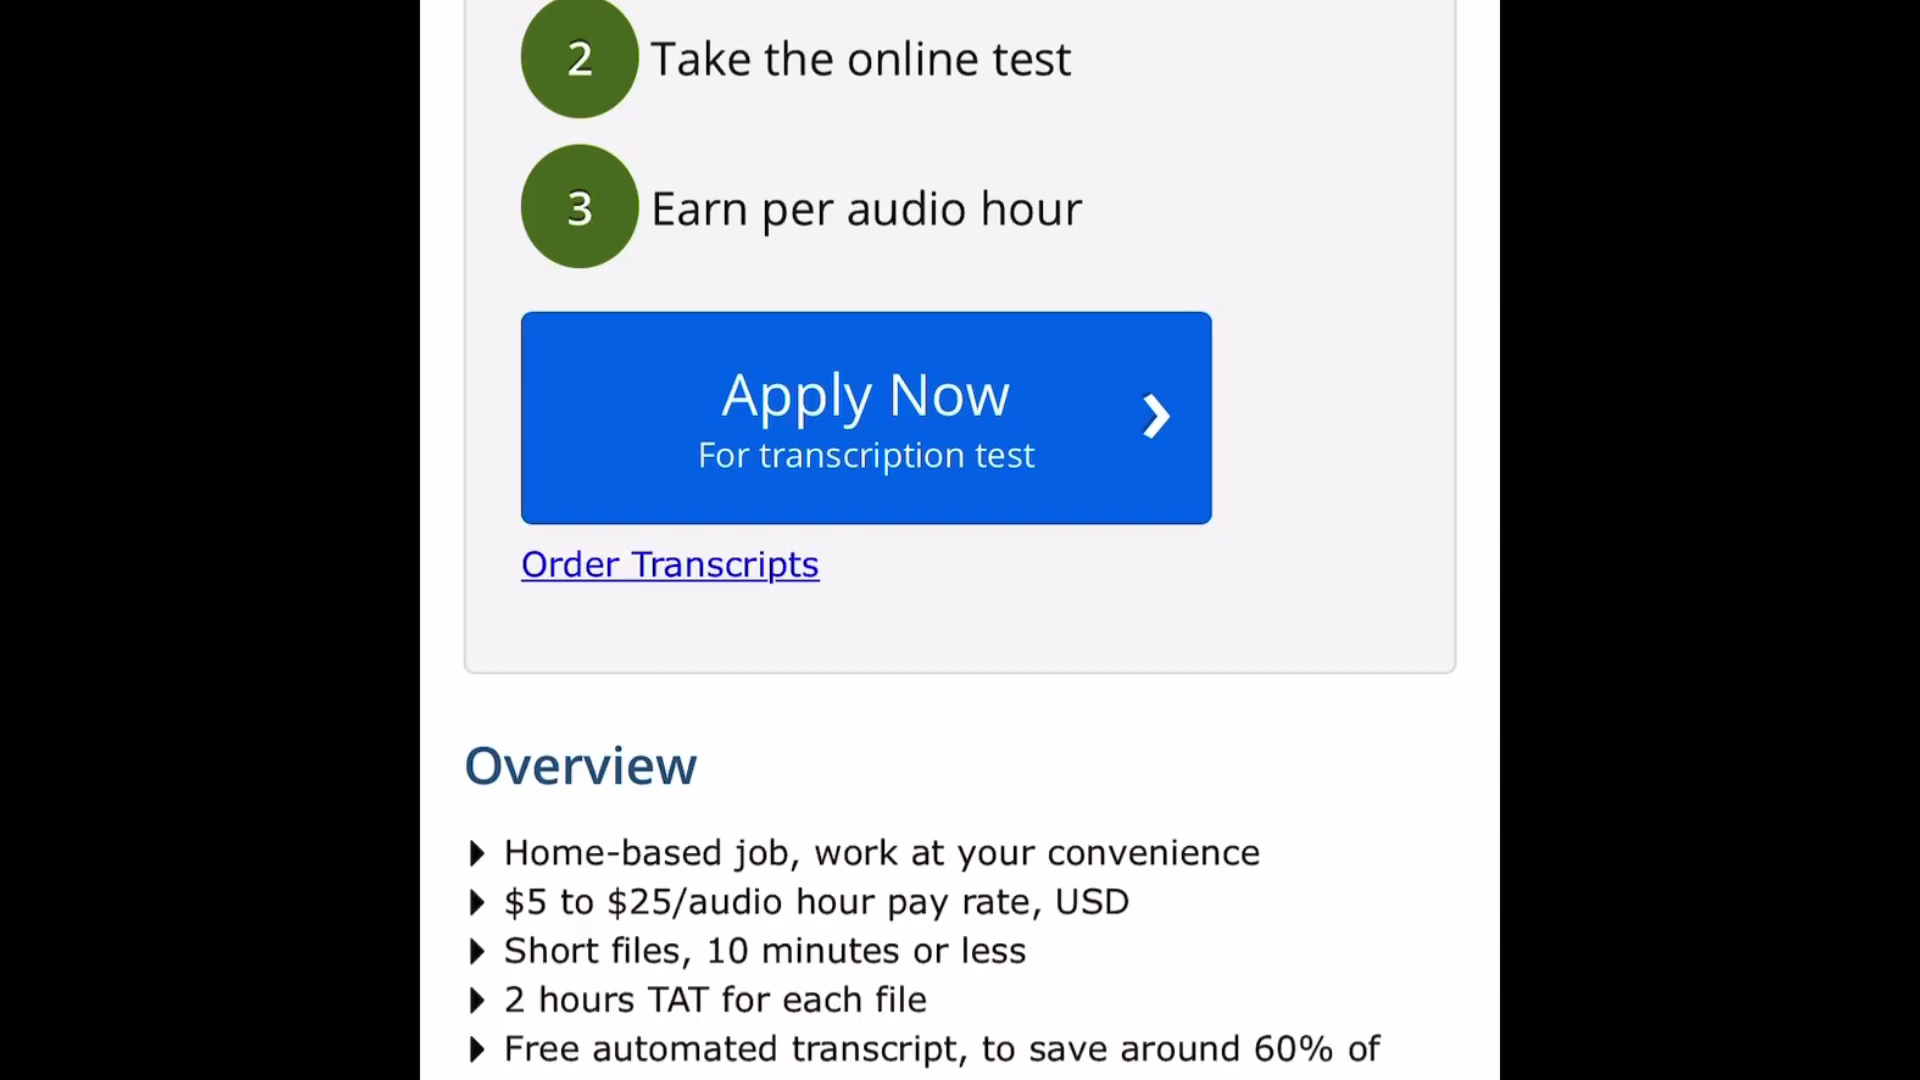 2 Take the online test
3 Earn per audio hour
Apply Now
For transcription test
Order Transcripts
Overview
Home-based job, work at your convenience
$5 to $25/audio hour pay rate, USD
Short files, 10 minutes or less
2 hours TAT for each file
Free automated transcript, to save around 60% of